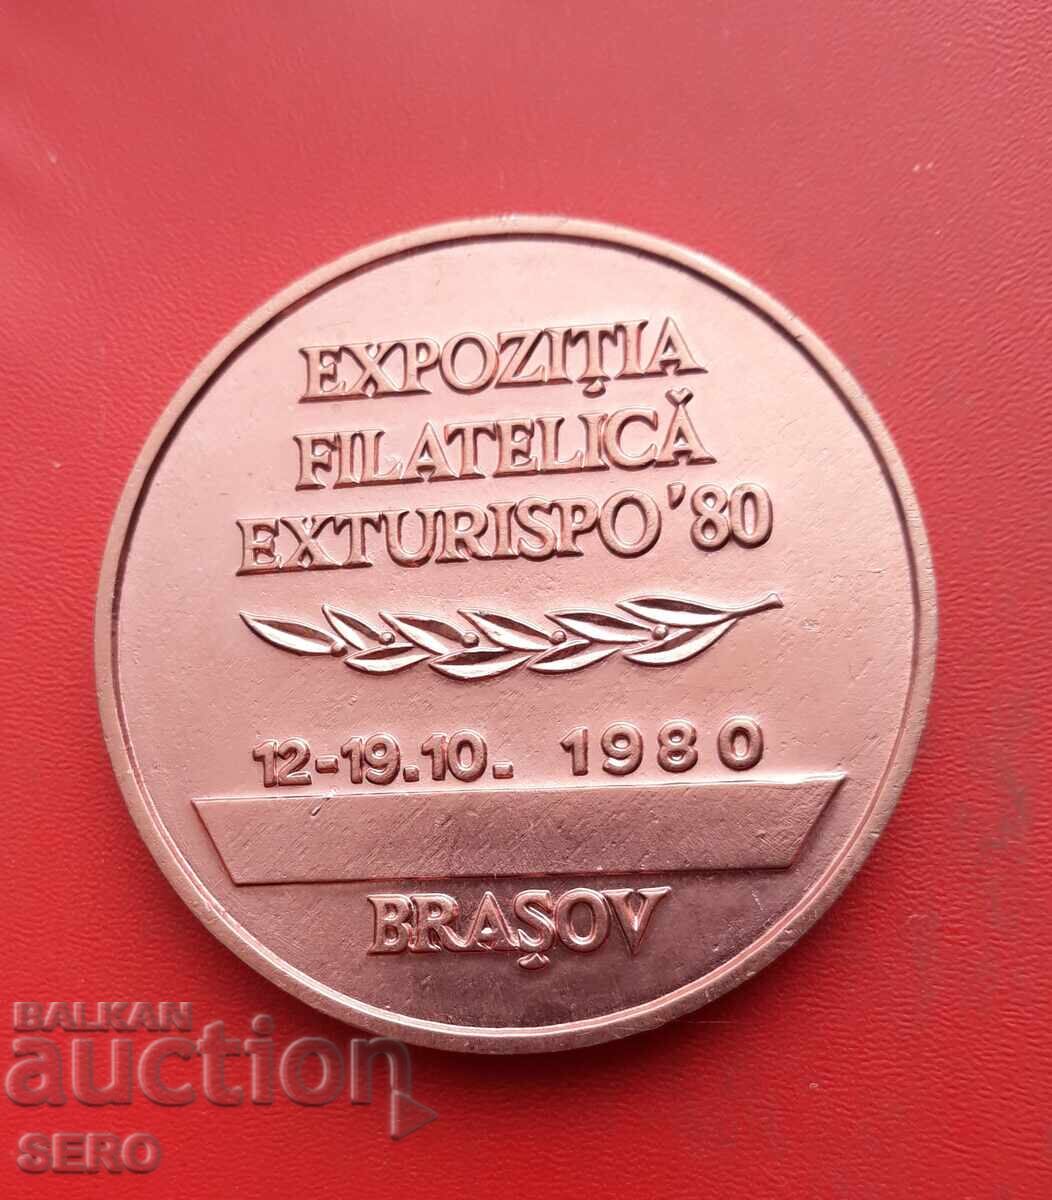 EXPOZIȚIA
FILATELICĂ
EXTURISPO '80
12-19.10. 1980
BRAȘOV
BALKAN
auction
SERO